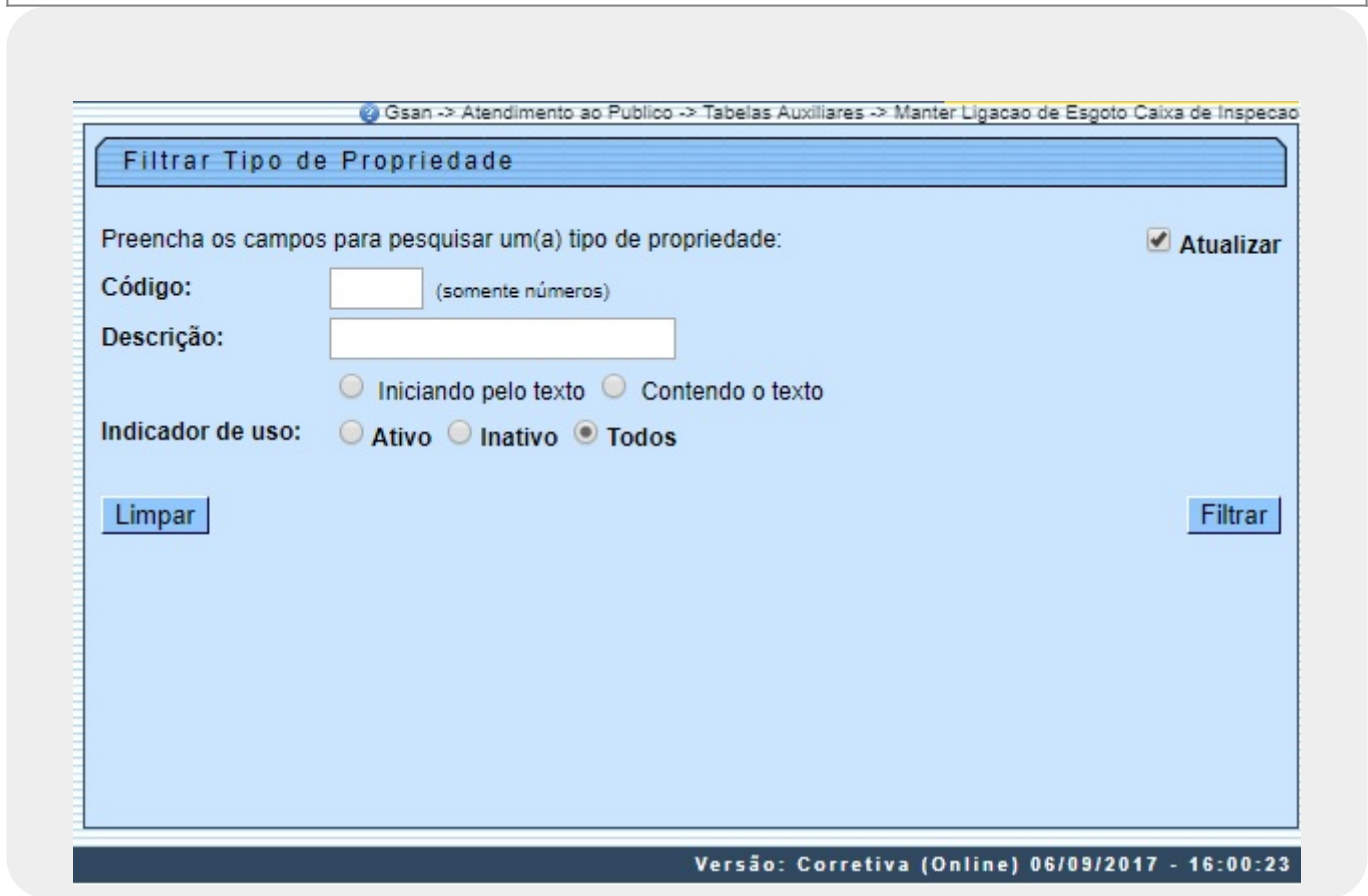 Gsan -> Atendimento ao Publico -> Tabelas Auxiliares -> Manter Ligacao de Esgoto Caixa de Inspecao
Filtrar Tipo de Propriedade
Preencha os campos para pesquisar um(a) tipo de propriedade: Atualizar
Código: (somente números)
Descrição:
Iniciando pelo texto Contendo o texto
Indicador de uso: Ativo Inativo Todos
Limpar Filtrar
Versão: Corretiva (Online) 06/09/2017 - 16:00:23